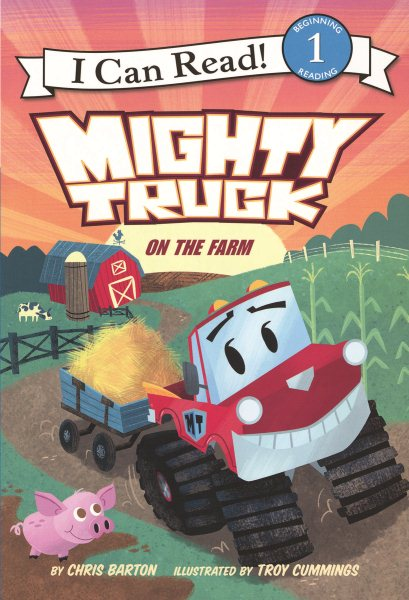 I Can Read!
BEGINNING
1
READING
MIGHTY
TRUCK
ON THE FARM
MT
BY CHRIS BARTON ILLUSTRATED BY TROY CUMMINGS